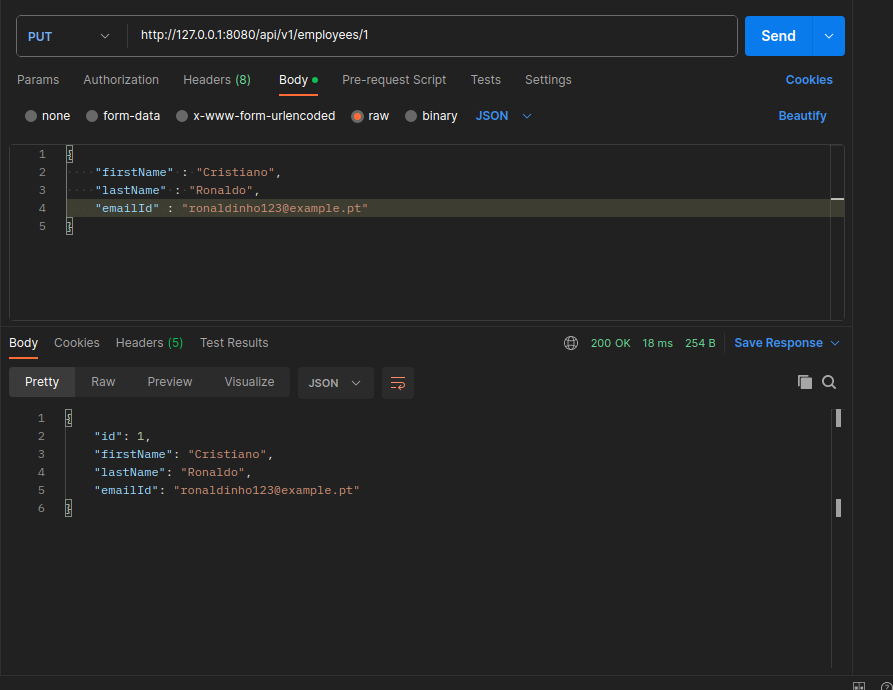 PUT http://127.0.0.1:8080/api/v1/employees/1 Send
Params Authorization Headers (8) Body Pre-request Script Tests Settings Cookies
none form-data x-www-form-urlencoded raw binary JSON Beautify
1 {
2 "firstName" : "Cristiano",
3 "lastName" : "Ronaldo",
4 "emailId" : "ronaldinho123@example.pt"
5 }
Body Cookies Headers (5) Test Results 200 OK 18 ms 254 B Save Response
Pretty Raw Preview Visualize JSON
1 {
2 "id": 1,
3 "firstName": "Cristiano",
4 "lastName": "Ronaldo",
5 "emailId": "ronaldinho123@example.pt"
6 }